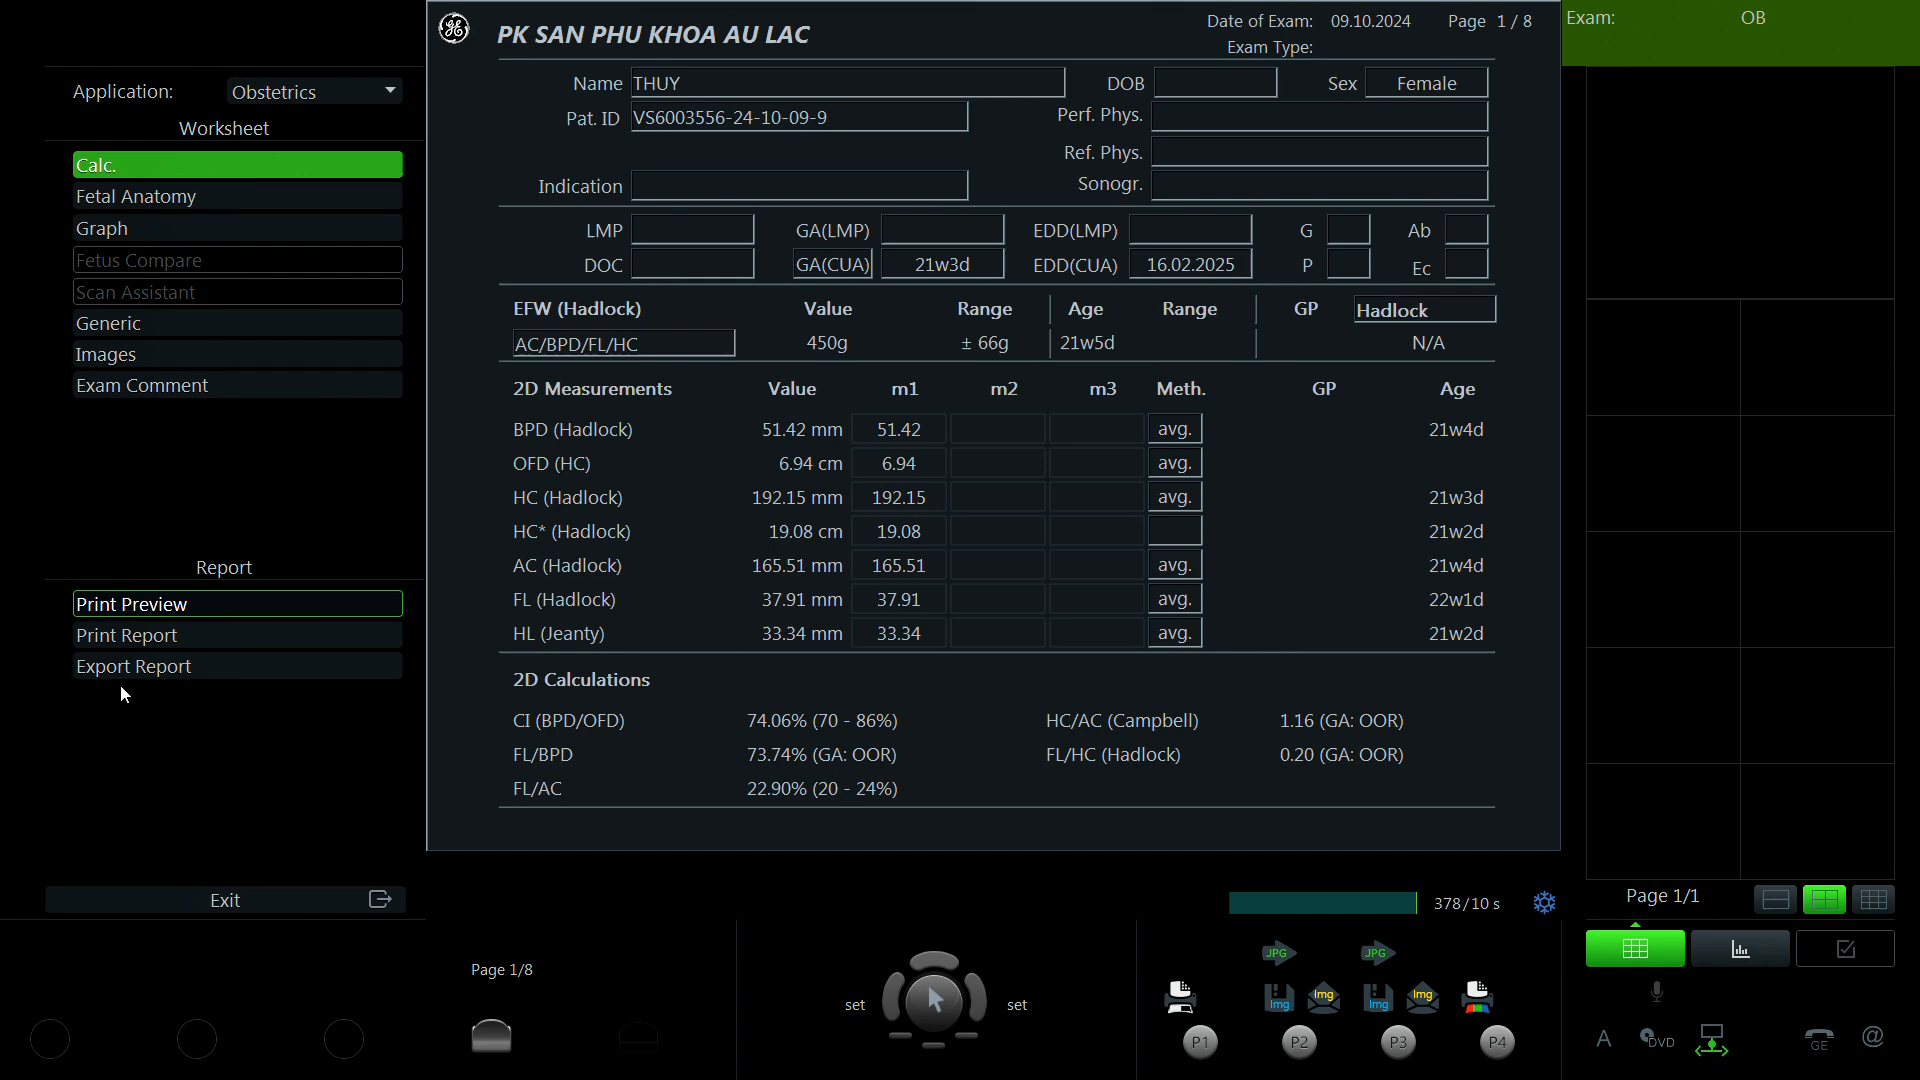 PK SAN PHU KHOA AU LAC
Date of Exam: 09.10.2024 Page 1 / 8
Exam Type:
Exam: OB
Application: Obstetrics
Worksheet
Calc.
Fetal Anatomy
Graph
Fetus Compare
Scan Assistant
Generic
Images
Exam Comment
Report
Print Preview
Print Report
Export Report
Exit
Name THUY DOB Sex Female
Pat. ID VS6003556-24-10-09-9 Perf. Phys.
Ref. Phys.
Indication Sonogr.
LMP GA(LMP) EDD(LMP) G Ab
DOC GA(CUA) 21w3d EDD(CUA) 16.02.2025 P Ec
EFW (Hadlock) Value Range Age Range GP Hadlock
AC/BPD/FL/HC 450g ± 66g 21w5d N/A
2D Measurements Value m1 m2 m3 Meth. GP Age
BPD (Hadlock) 51.42 mm 51.42 avg. 21w4d
OFD (HC) 6.94 cm 6.94 avg.
HC (Hadlock) 192.15 mm 192.15 avg. 21w3d
HC* (Hadlock) 19.08 cm 19.08 21w2d
AC (Hadlock) 165.51 mm 165.51 avg. 21w4d
FL (Hadlock) 37.91 mm 37.91 avg. 22w1d
HL (Jeanty) 33.34 mm 33.34 avg. 21w2d
2D Calculations
CI (BPD/OFD) 74.06% (70 - 86%) HC/AC (Campbell) 1.16 (GA: OOR)
FL/BPD 73.74% (GA: OOR) FL/HC (Hadlock) 0.20 (GA: OOR)
FL/AC 22.90% (20 - 24%)
378/10 s
Page 1/1
Page 1/8
set set
JPG JPG
Img Img Img Img
P1 P2 P3 P4
A DVD GE @